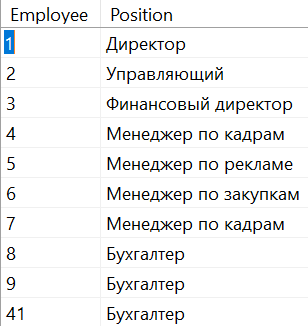 Employee Position
1 Директор
2 Управляющий
3 Финансовый директор
4 Менеджер по кадрам
5 Менеджер по рекламе
6 Менеджер по закупкам
7 Менеджер по кадрам
8 Бухгалтер
9 Бухгалтер
41 Бухгалтер